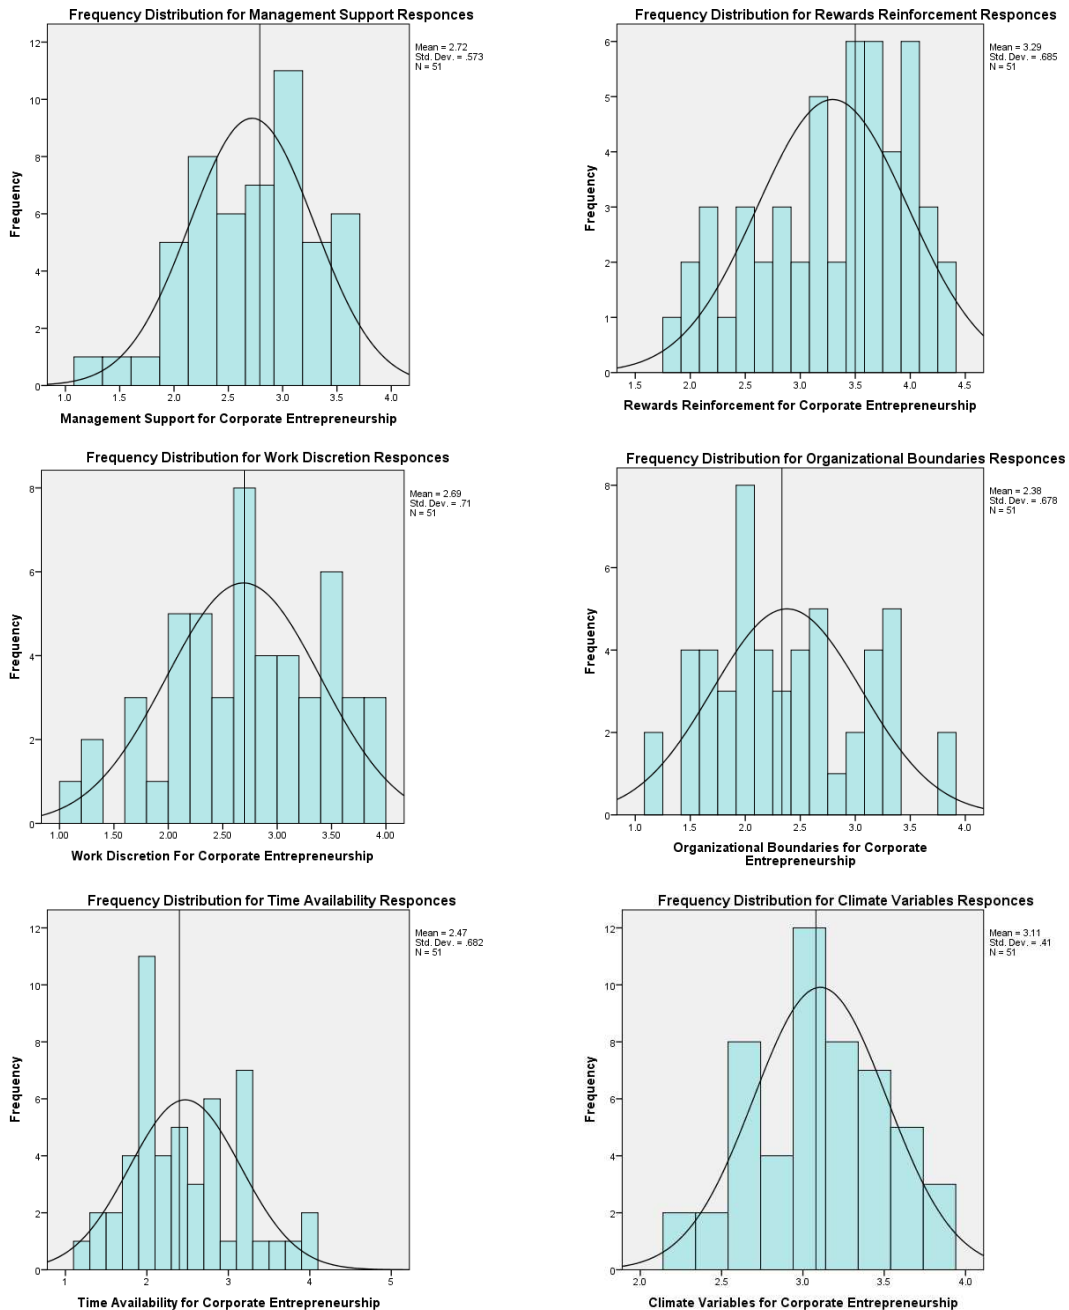 Frequency Distribution for Management Support Responces
Mean = 2.72
Std. Dev. = .573
N = 51
Frequency
12
10
8
6
4
2
0
1.0 1.5 2.0 2.5 3.0 3.5 4.0
Management Support for Corporate Entrepreneurship
Frequency Distribution for Rewards Reinforcement Responces
Mean = 3.29
Std. Dev. = .685
N = 51
Frequency
6
5
4
3
2
1
0
1.5 2.0 2.5 3.0 3.5 4.0 4.5
Rewards Reinforcement for Corporate Entrepreneurship
Frequency Distribution for Work Discretion Responces
Mean = 2.69
Std. Dev. = .71
N = 51
Frequency
8
6
4
2
0
1.00 1.50 2.00 2.50 3.00 3.50 4.00
Work Discretion For Corporate Entrepreneurship
Frequency Distribution for Organizational Boundaries Responces
Mean = 2.38
Std. Dev. = .678
N = 51
Frequency
8
6
4
2
0
1.0 1.5 2.0 2.5 3.0 3.5 4.0
Organizational Boundaries for Corporate
Entrepreneurship
Frequency Distribution for Time Availability Responces
Mean = 2.47
Std. Dev. = .682
N = 51
Frequency
12
10
8
6
4
2
0
1 2 3 4 5
Time Availability for Corporate Entrepreneurship
Frequency Distribution for Climate Variables Responces
Mean = 3.11
Std. Dev. = .41
N = 51
Frequency
12
10
8
6
4
2
0
2.0 2.5 3.0 3.5 4.0
Climate Variables for Corporate Entrepreneurship